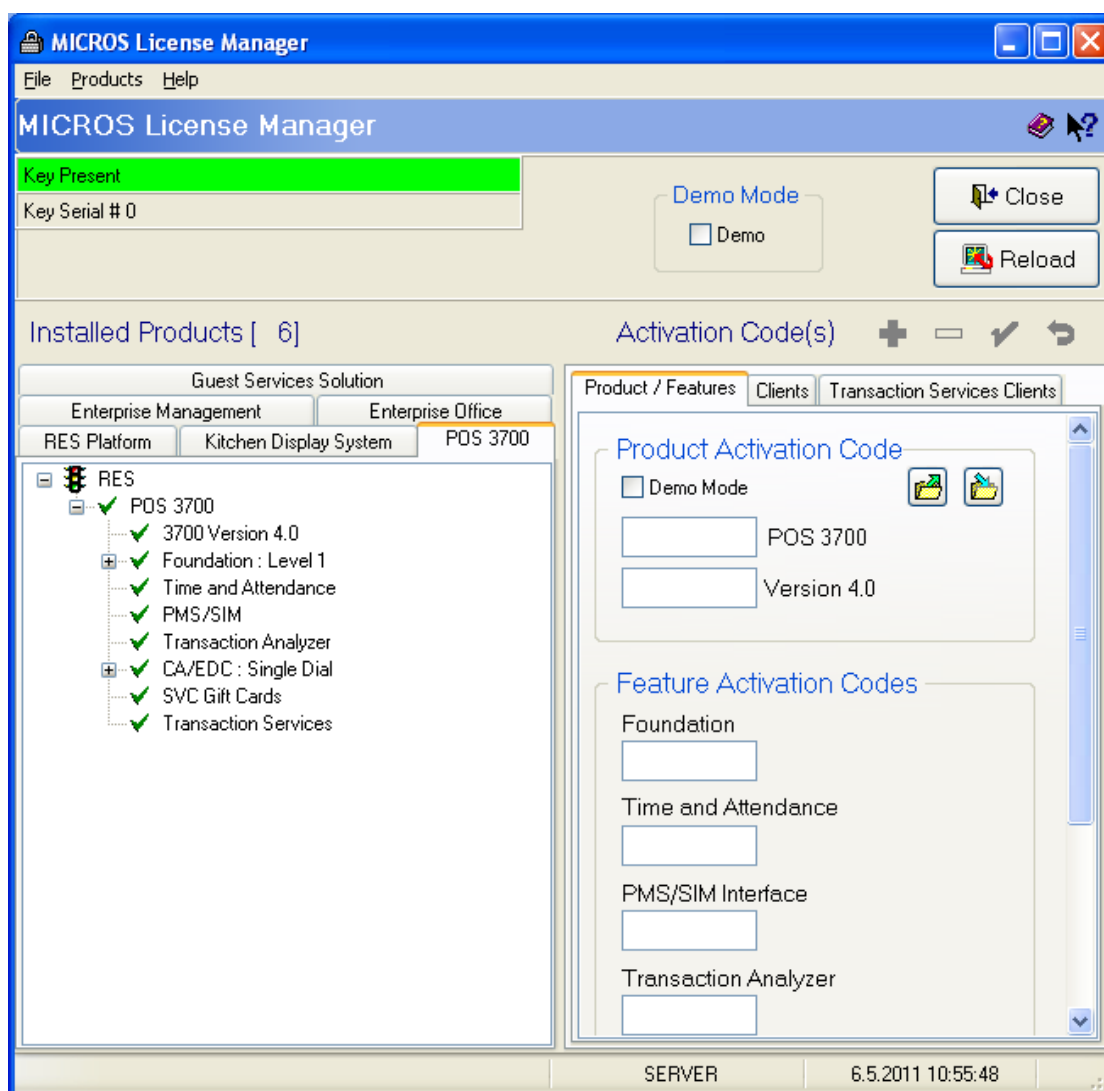 MICROS License Manager
File Products Help
MICROS License Manager
Key Present
Key Serial # 0
Demo Mode
Demo
Close
Reload
Installed Products [ 6]
Activation Code(s)
Guest Services Solution
Enterprise Management Enterprise Office
RES Platform Kitchen Display System POS 3700
RES
POS 3700
3700 Version 4.0
Foundation : Level 1
Time and Attendance
PMS/SIM
Transaction Analyzer
CA/EDC : Single Dial
SVC Gift Cards
Transaction Services
Product / Features Clients Transaction Services Clients
Product Activation Code
Demo Mode
POS 3700
Version 4.0
Feature Activation Codes
Foundation
Time and Attendance
PMS/SIM Interface
Transaction Analyzer
SERVER 6.5.2011 10:55:48